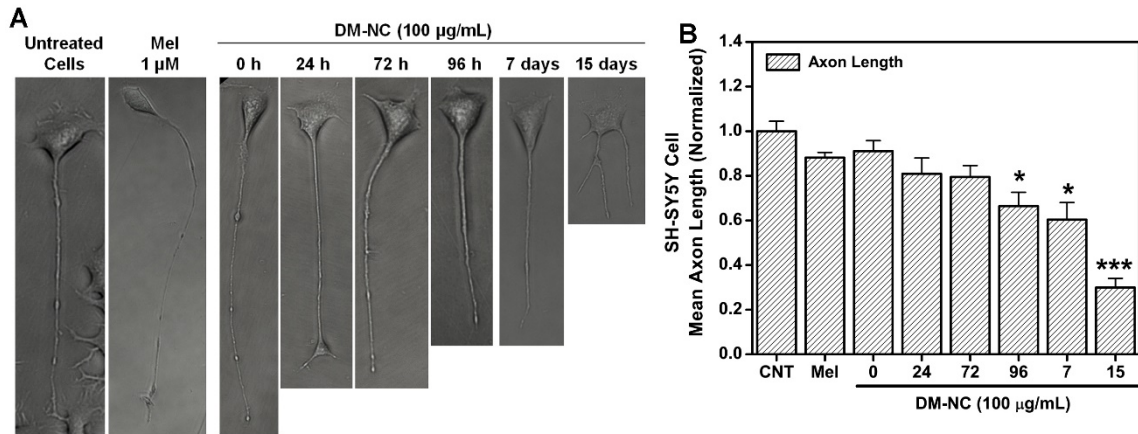 A
Untreated Cells
Mel 1 µM
DM-NC (100 µg/mL)
0 h 24 h 72 h 96 h 7 days 15 days
B
SH-SY5Y Cell
Mean Axon Length (Normalized)
1.4
1.2
1.0
0.8
0.6
0.4
0.2
0.0
Axon Length
* * ***
CNT Mel 0 24 72 96 7 15
DM-NC (100 µg/mL)